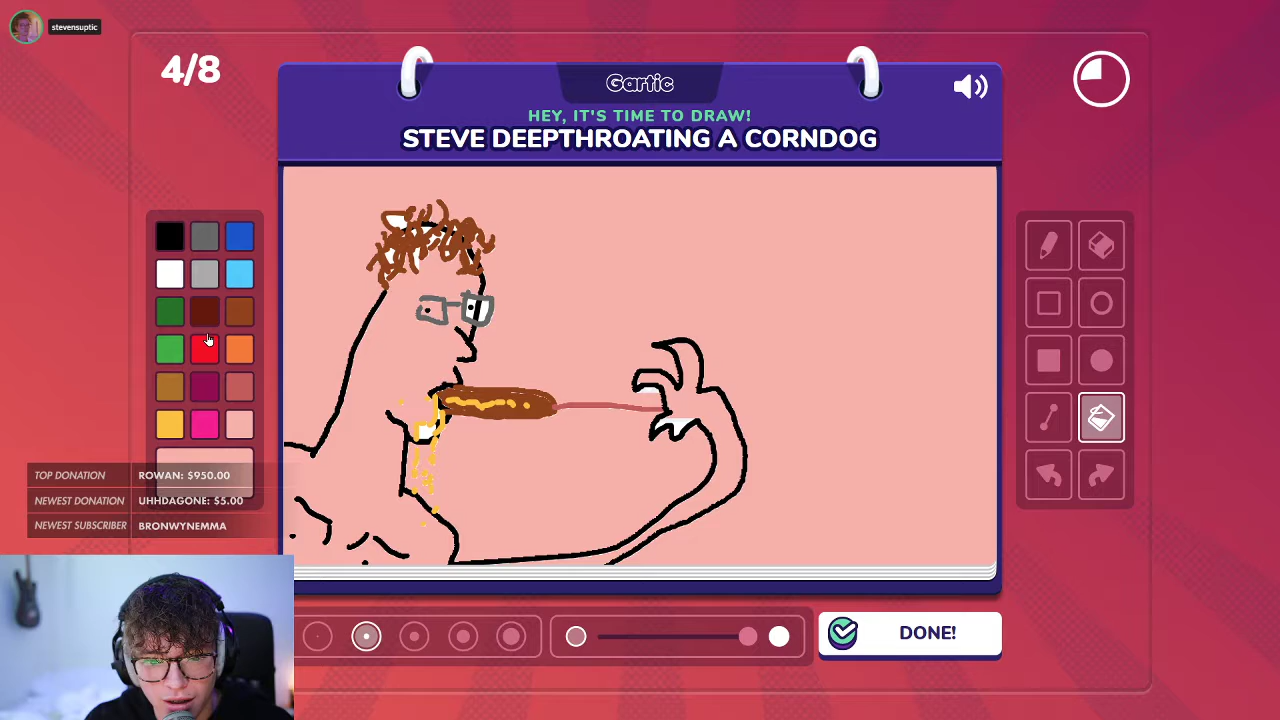 stevensuptic
4/8
Gartic
HEY, IT'S TIME TO DRAW!
STEVE DEEPTHROATING A CORNDOG
TOP DONATION ROWAN: $950.00
NEWEST DONATION UHHDAGONE: $5.00
NEWEST SUBSCRIBER BRONWYNEMMA
DONE!